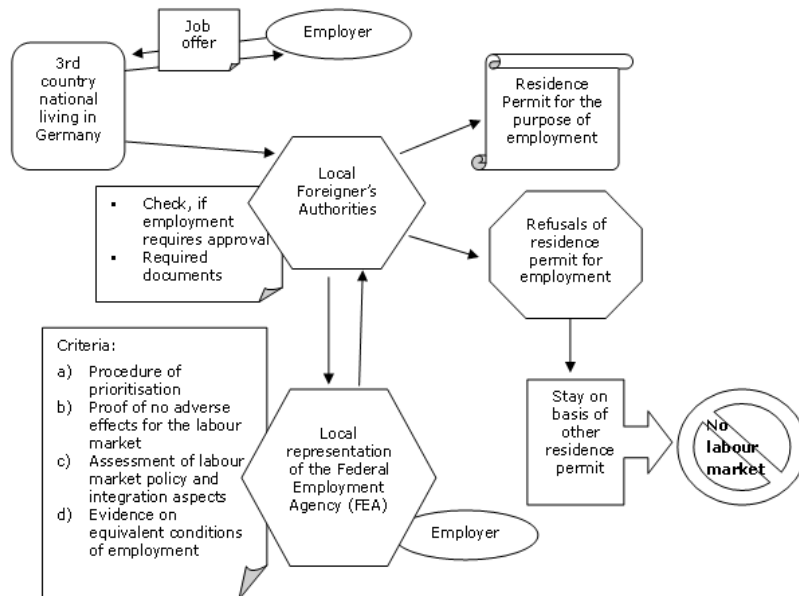 Job
offer
Employer
3rd
country
national
living in
Germany
Residence
Permit for the
purpose of
employment
Local
Foreigner's
Authorities
▪ Check, if
employment
requires approval
▪ Required
documents
Refusals of
residence
permit for
employment
Criteria:
a) Procedure of
prioritisation
b) Proof of no adverse
effects for the labour
market
c) Assessment of labour
market policy and
integration aspects
d) Evidence on
equivalent conditions
of employment
Local
representation
of the Federal
Employment
Agency (FEA)
Employer
Stay on
basis of
other
residence
permit
No
labour
market